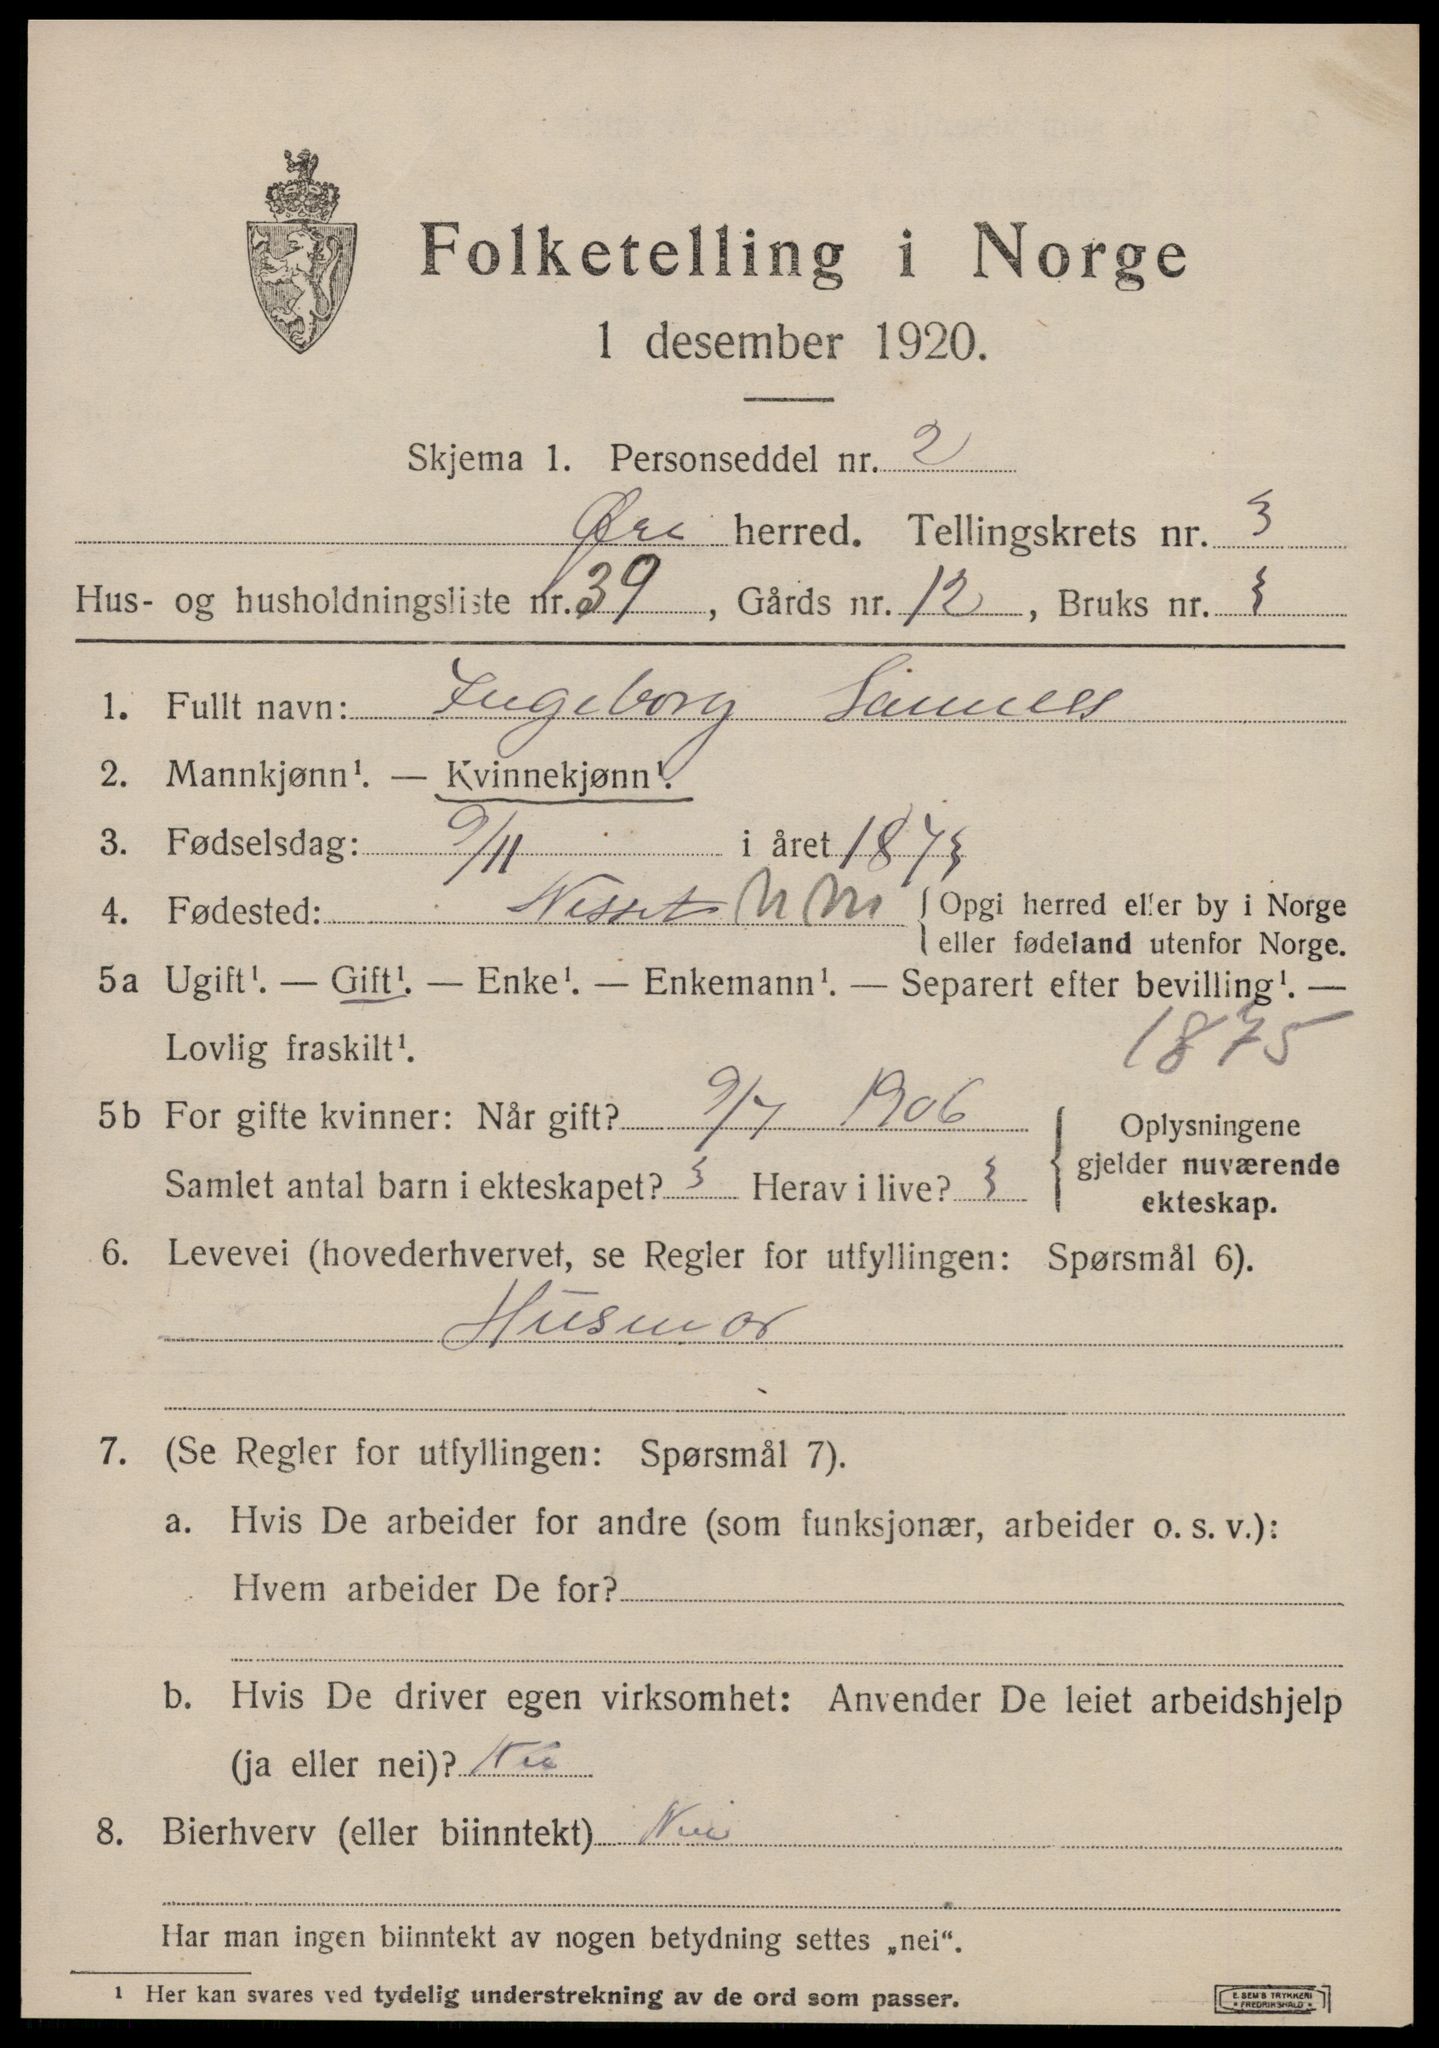 Folketelling i Norge
1 desember 1920.
Skjema 1. Personseddel nr. 2
Øre herred. Tellingskrets nr. 3
Hus- og husholdningsliste nr. 39, Gårds nr. 12, Bruks nr. 3
1. Fullt navn: Ingeborg
2. Mannkjønn¹. — Kvinnekjønn¹.
3. Fødselsdag: 9/11 i året 1873
4. Fødested: Nesset { Opgi herred eller by i Norge
eller fødeland utenfor Norge.
5a Ugift¹. — Gift¹. — Enke¹. — Enkemann¹. — Separert efter bevilling¹. —
Lovlig fraskilt¹. 1875
5b For gifte kvinner: Når gift? 9/7 1906
Samlet antal barn i ekteskapet? 3 Herav i live? 3
{ Oplysningene
gjelder nuværende
ekteskap.
6. Levevei (hovederhvervet, se Regler for utfyllingen: Spørsmål 6).
Husmor
7. (Se Regler for utfyllingen: Spørsmål 7).
a. Hvis De arbeider for andre (som funksjonær, arbeider o. s. v.):
Hvem arbeider De for?
b. Hvis De driver egen virksomhet: Anvender De leiet arbeidshjelp
(ja eller nei)? Nei
8. Bierhverv (eller biinntekt) Nei
Har man ingen biinntekt av nogen betydning settes „nei“.
¹ Her kan svares ved tydelig understrekning av de ord som passer.
E. SEM'S TRYKKERI
* FREDRIKSHALD *